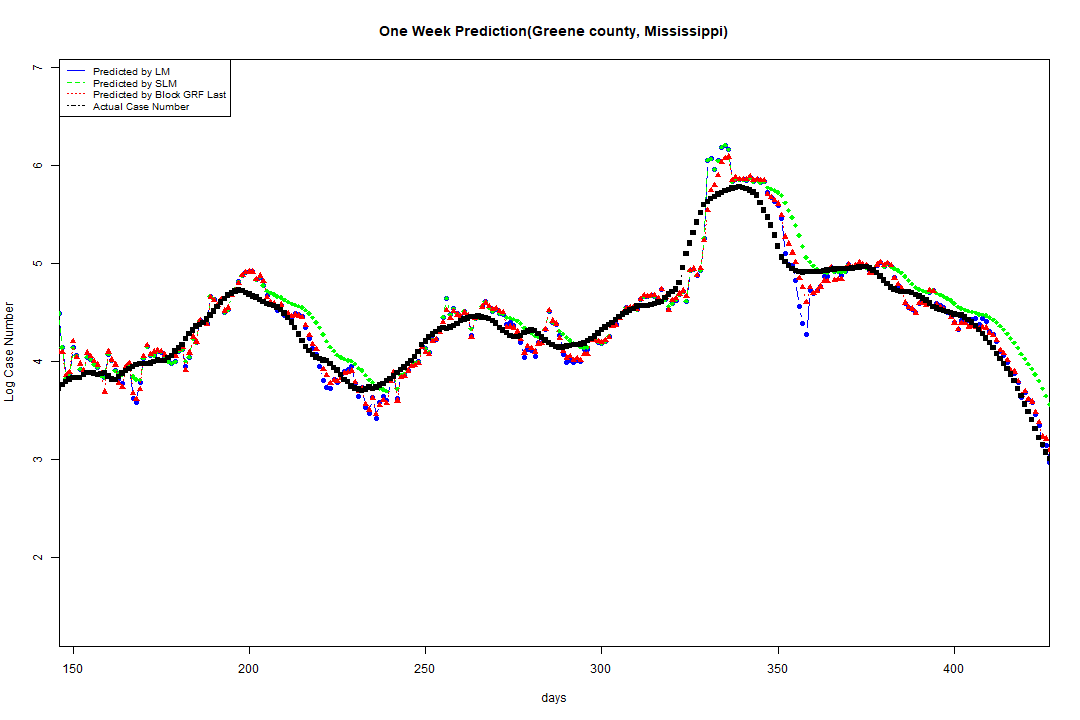 One Week Prediction(Greene county, Mississippi)
Predicted by LM
Predicted by SLM
Predicted by Block GRF Last
Actual Case Number
7
6
5
4
3
2
Log Case Number
150 200 250 300 350 400
days